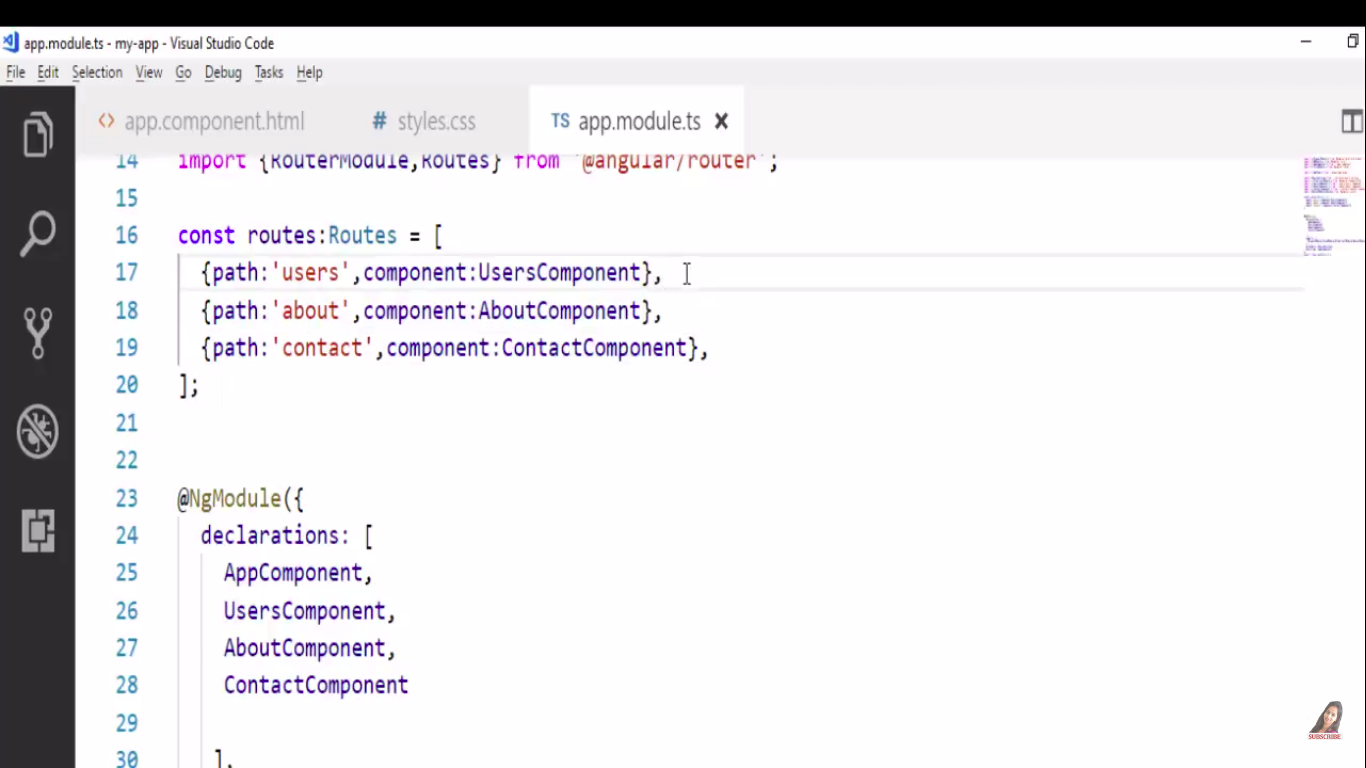 app.module.ts - my-app - Visual Studio Code
File Edit Selection View Go Debug Tasks Help
<> app.component.html # styles.css TS app.module.ts ×
14 import {RouterModule,Routes} from '@angular/router';
15
16 const routes:Routes = [
17 {path:'users',component:UsersComponent},
18 {path:'about',component:AboutComponent},
19 {path:'contact',component:ContactComponent},
20 ];
21
22
23 @NgModule({
24 declarations: [
25 AppComponent,
26 UsersComponent,
27 AboutComponent,
28 ContactComponent
29
30 ],
SUBSCRIBE